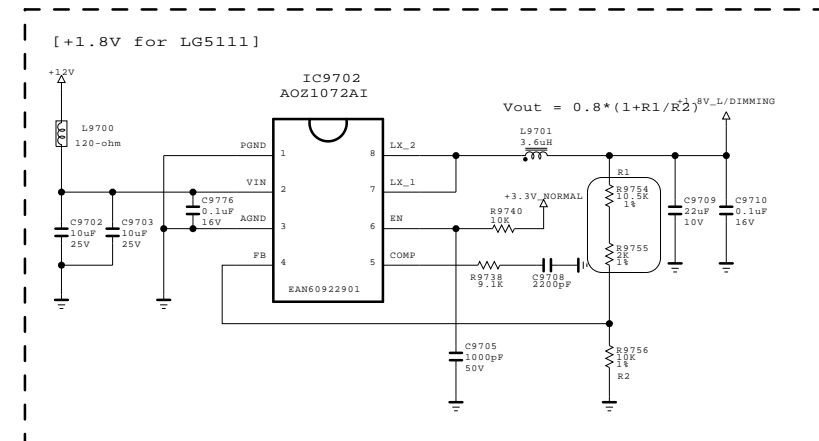 [+1.8V for LG5111]
+12V
IC9702
AOZ1072AI
Vout = 0.8*(1+R1/R2)
+1.8V_L/DIMMING
L9700
120-ohm
L9701
3.6uH
PGND
1
8
LX_2
VIN
2
7
LX_1
AGND
3
6
EN
FB
4
5
COMP
EAN60922901
C9776
0.1uF
16V
C9702
10uF
25V
C9703
10uF
25V
+3.3V_NORMAL
R9740
10K
R1
R9754
10.5K
1%
R9755
2K
1%
C9709
22uF
10V
C9710
0.1uF
16V
R9738
9.1K
C9708
2200pF
C9705
1000pF
50V
R9756
10K
1%
R2